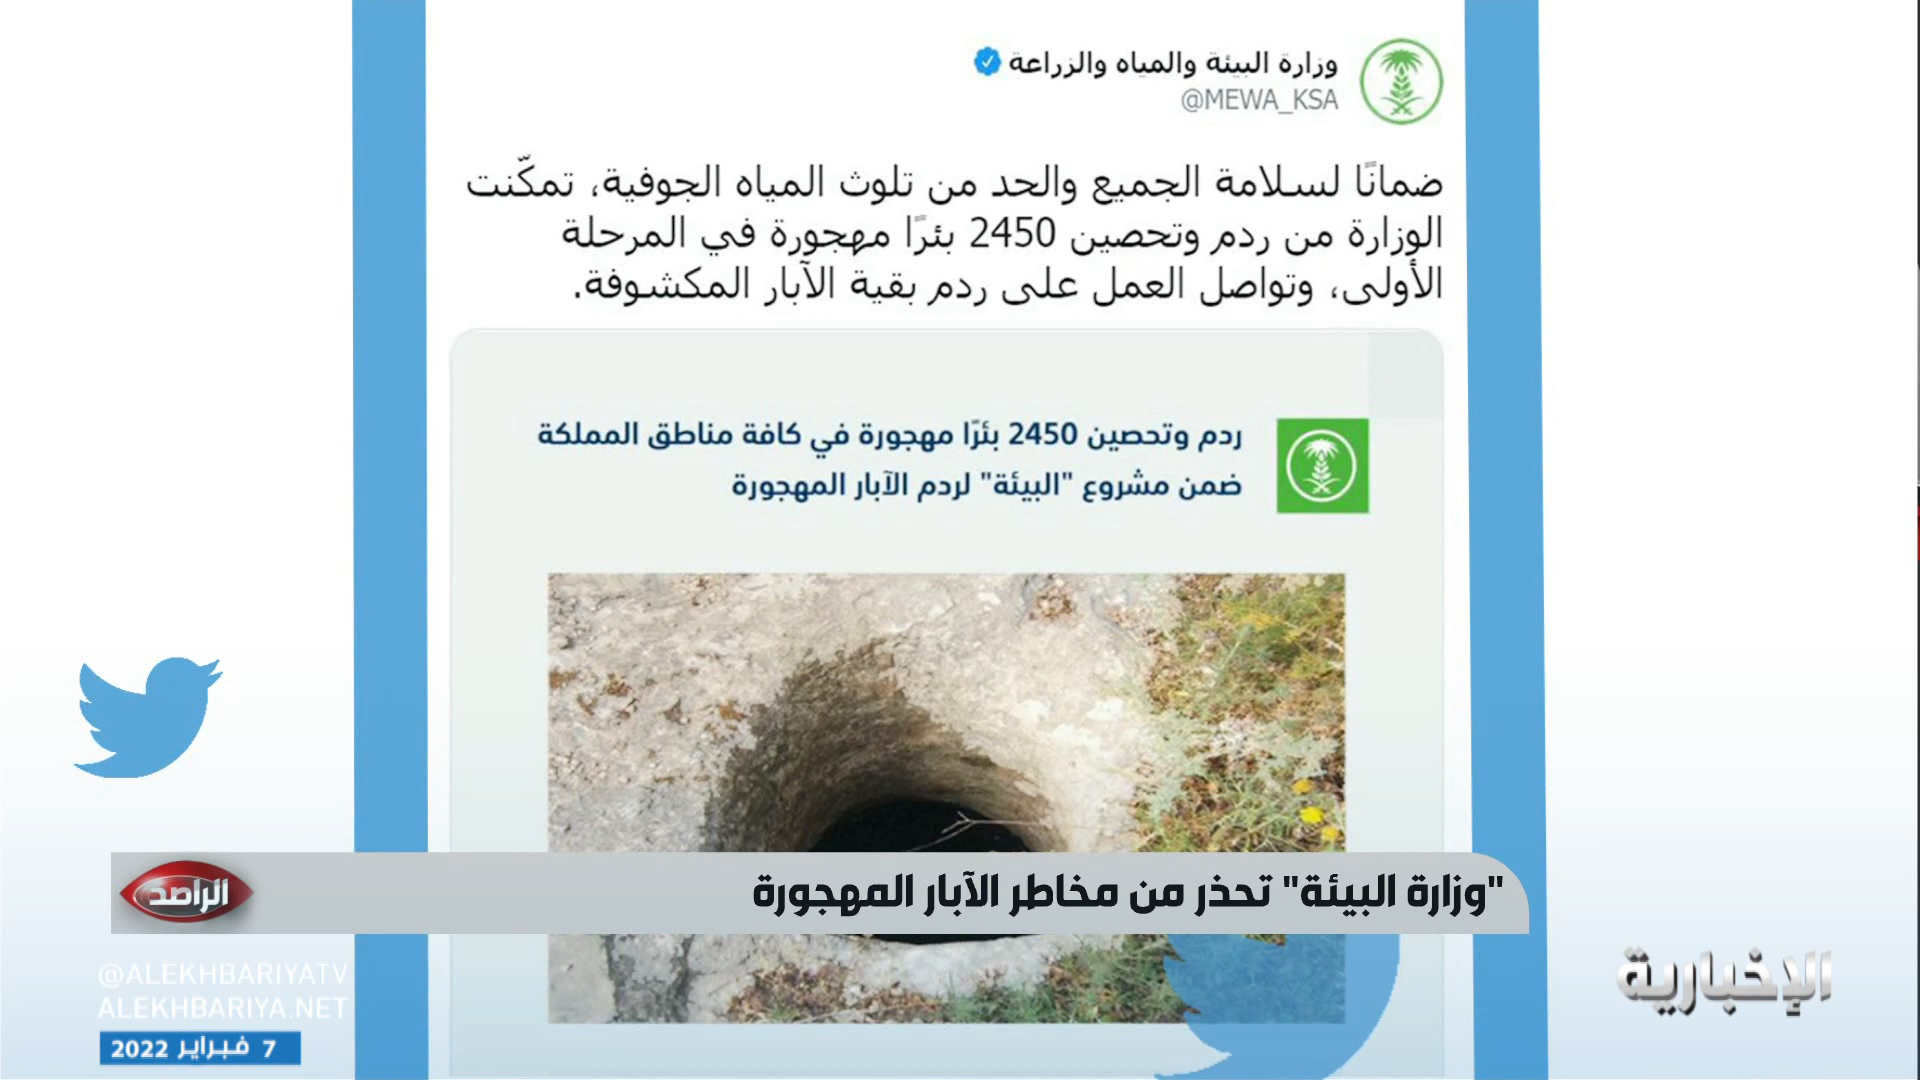 وزارة البيئة والمياه والزراعة
@MEWA_KSA
ضمانًا لسلامة الجميع والحد من تلوث المياه الجوفية، تمكّنت
الوزارة من ردم وتحصين 2450 بئرًا مهجورة في المرحلة
الأولى، وتواصل العمل على ردم بقية الآبار المكشوفة.
ردم وتحصين 2450 بئرًا مهجورة في كافة مناطق المملكة
ضمن مشروع "البيئة" لردم الآبار المهجورة
"وزارة البيئة" تحذر من مخاطر الآبار المهجورة
الراصد
@ALEKHBARIYATV
ALEKHBARIYA.NET
7 فبراير 2022
الإخبارية